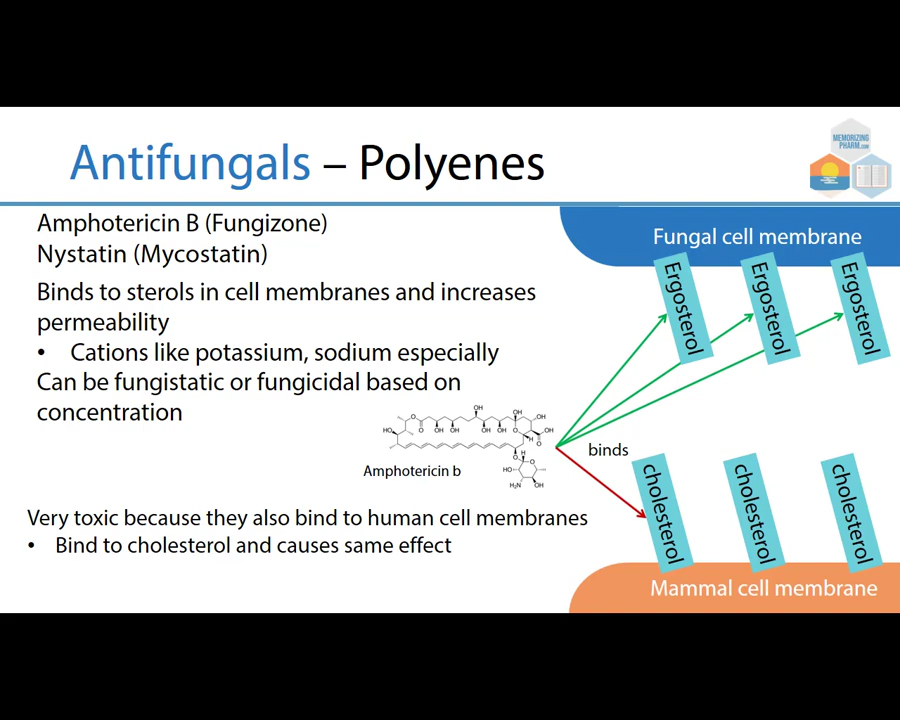 Antifungals – Polyenes
MEMORIZING
PHARM.COM
Amphotericin B (Fungizone)
Nystatin (Mycostatin)
Binds to sterols in cell membranes and increases
permeability
• Cations like potassium, sodium especially
Can be fungistatic or fungicidal based on
concentration
Amphotericin b
Very toxic because they also bind to human cell membranes
• Bind to cholesterol and causes same effect
Fungal cell membrane
Ergosterol
Ergosterol
Ergosterol
binds
cholesterol
cholesterol
cholesterol
Mammal cell membrane